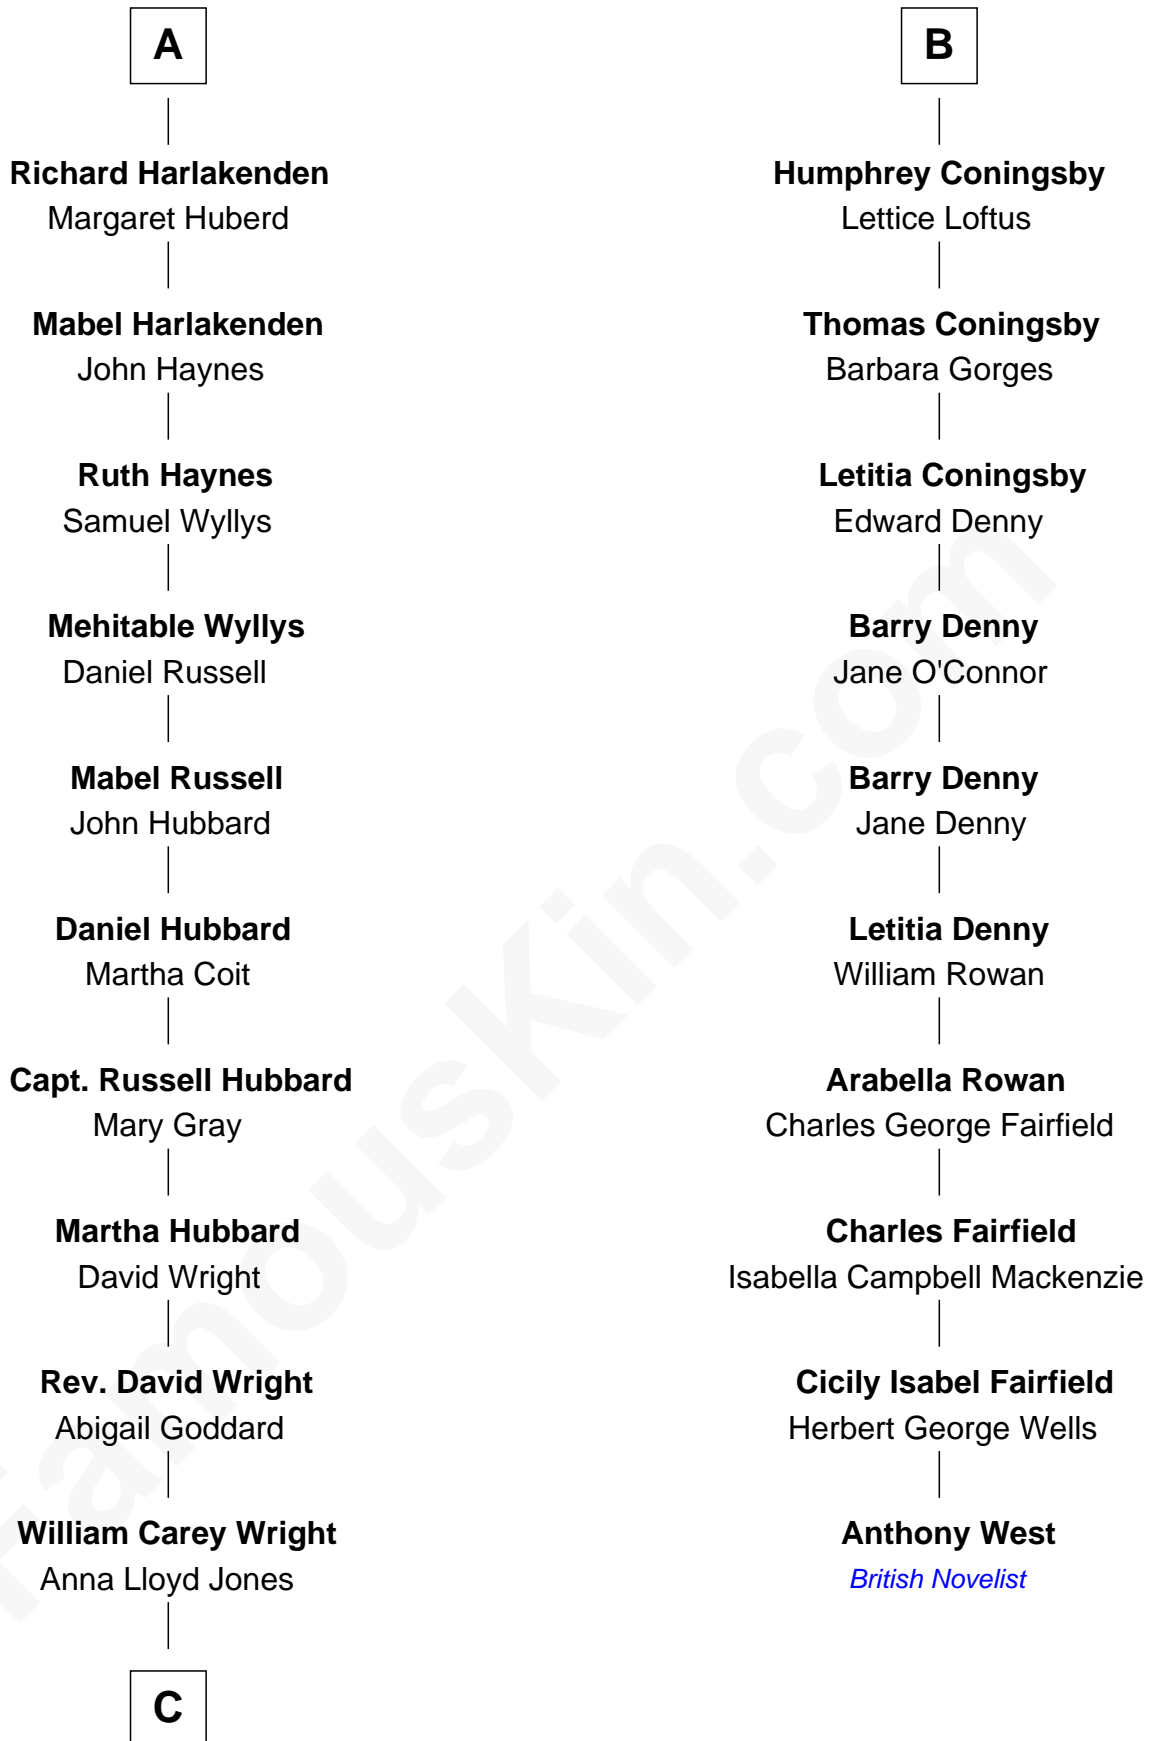 A
Richard Harlakenden
Margaret Huberd
Mabel Harlakenden
John Haynes
Ruth Haynes
Samuel Wyllys
Mehitable Wyllys
Daniel Russell
Mabel Russell
John Hubbard
Daniel Hubbard
Martha Coit
Capt. Russell Hubbard
Mary Gray
Martha Hubbard
David Wright
Rev. David Wright
Abigail Goddard
William Carey Wright
Anna Lloyd Jones
C
B
Humphrey Coningsby
Lettice Loftus
Thomas Coningsby
Barbara Gorges
Letitia Coningsby
Edward Denny
Barry Denny
Jane O'Connor
Barry Denny
Jane Denny
Letitia Denny
William Rowan
Arabella Rowan
Charles George Fairfield
Charles Fairfield
Isabella Campbell Mackenzie
Cicily Isabel Fairfield
Herbert George Wells
Anthony West
British Novelist
FamousKin.com